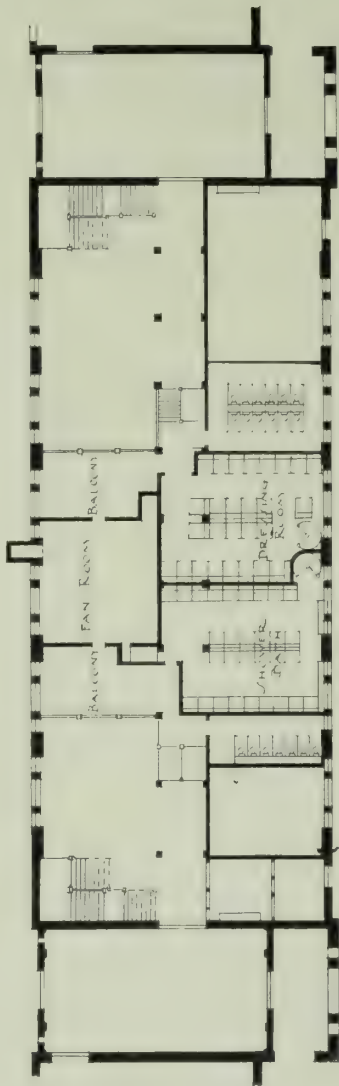 BALCONY
FAN ROOM
BALCONY
DRESSING
ROOM
SHOWER
BATH